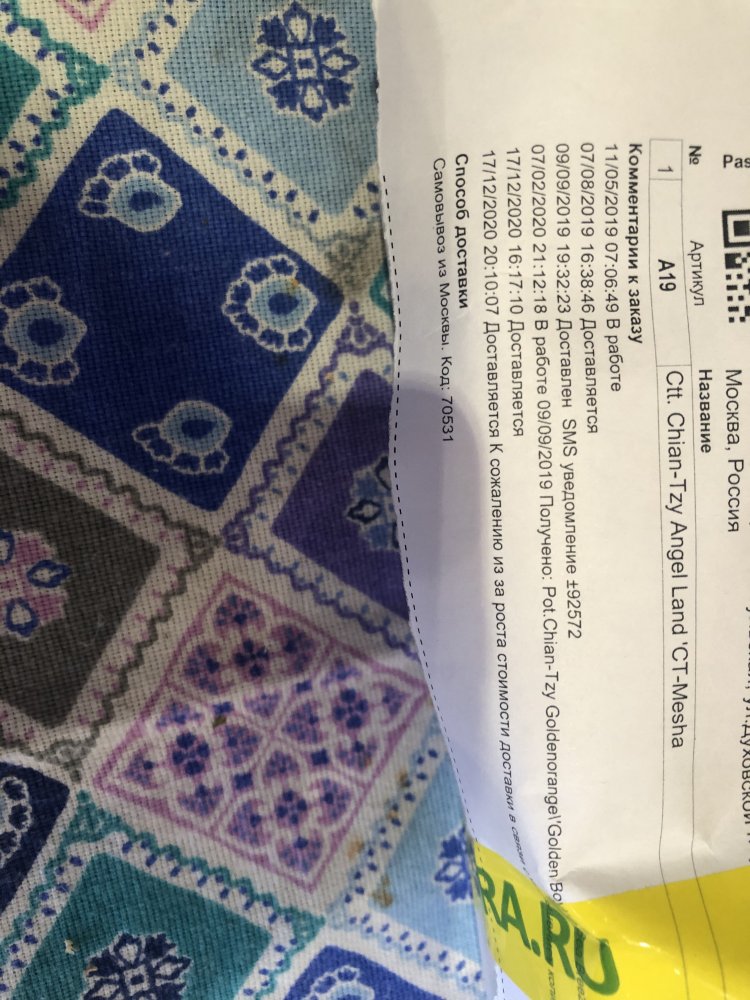 Москва, Россия
№ Артикул Название
1 A19 Ctt. Chian-Tzy Angel Land 'CT-Mesha
Комментарии к заказу
11/05/2019 07:06:49 В работе
07/08/2019 16:38:46 Доставляется
09/09/2019 19:32:23 Доставлен SMS уведомление ±92572
07/02/2020 21:12:18 В работе 09/09/2019 Получено: Pot.Chian-Tzy Goldenorangel'Golden Bo
17/12/2020 16:17:10 Доставляется
17/12/2020 20:10:07 Доставляется К сожалению из за роста стоимости доставки в связи
Способ доставки
Самовывоз из Москвы. Код: 70531
RA.RU